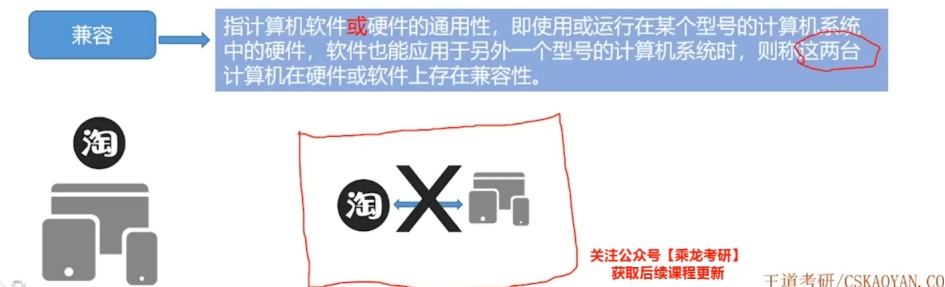 兼容
指计算机软件或硬件的通用性，即使用或运行在某个型号的计算机系统
中的硬件，软件也能应用于另外一个型号的计算机系统时，则称这两台
计算机在硬件或软件上存在兼容性。
淘
淘
关注公众号【乘龙考研】
获取后续课程更新
王道考研/CSKAOYAN.CO